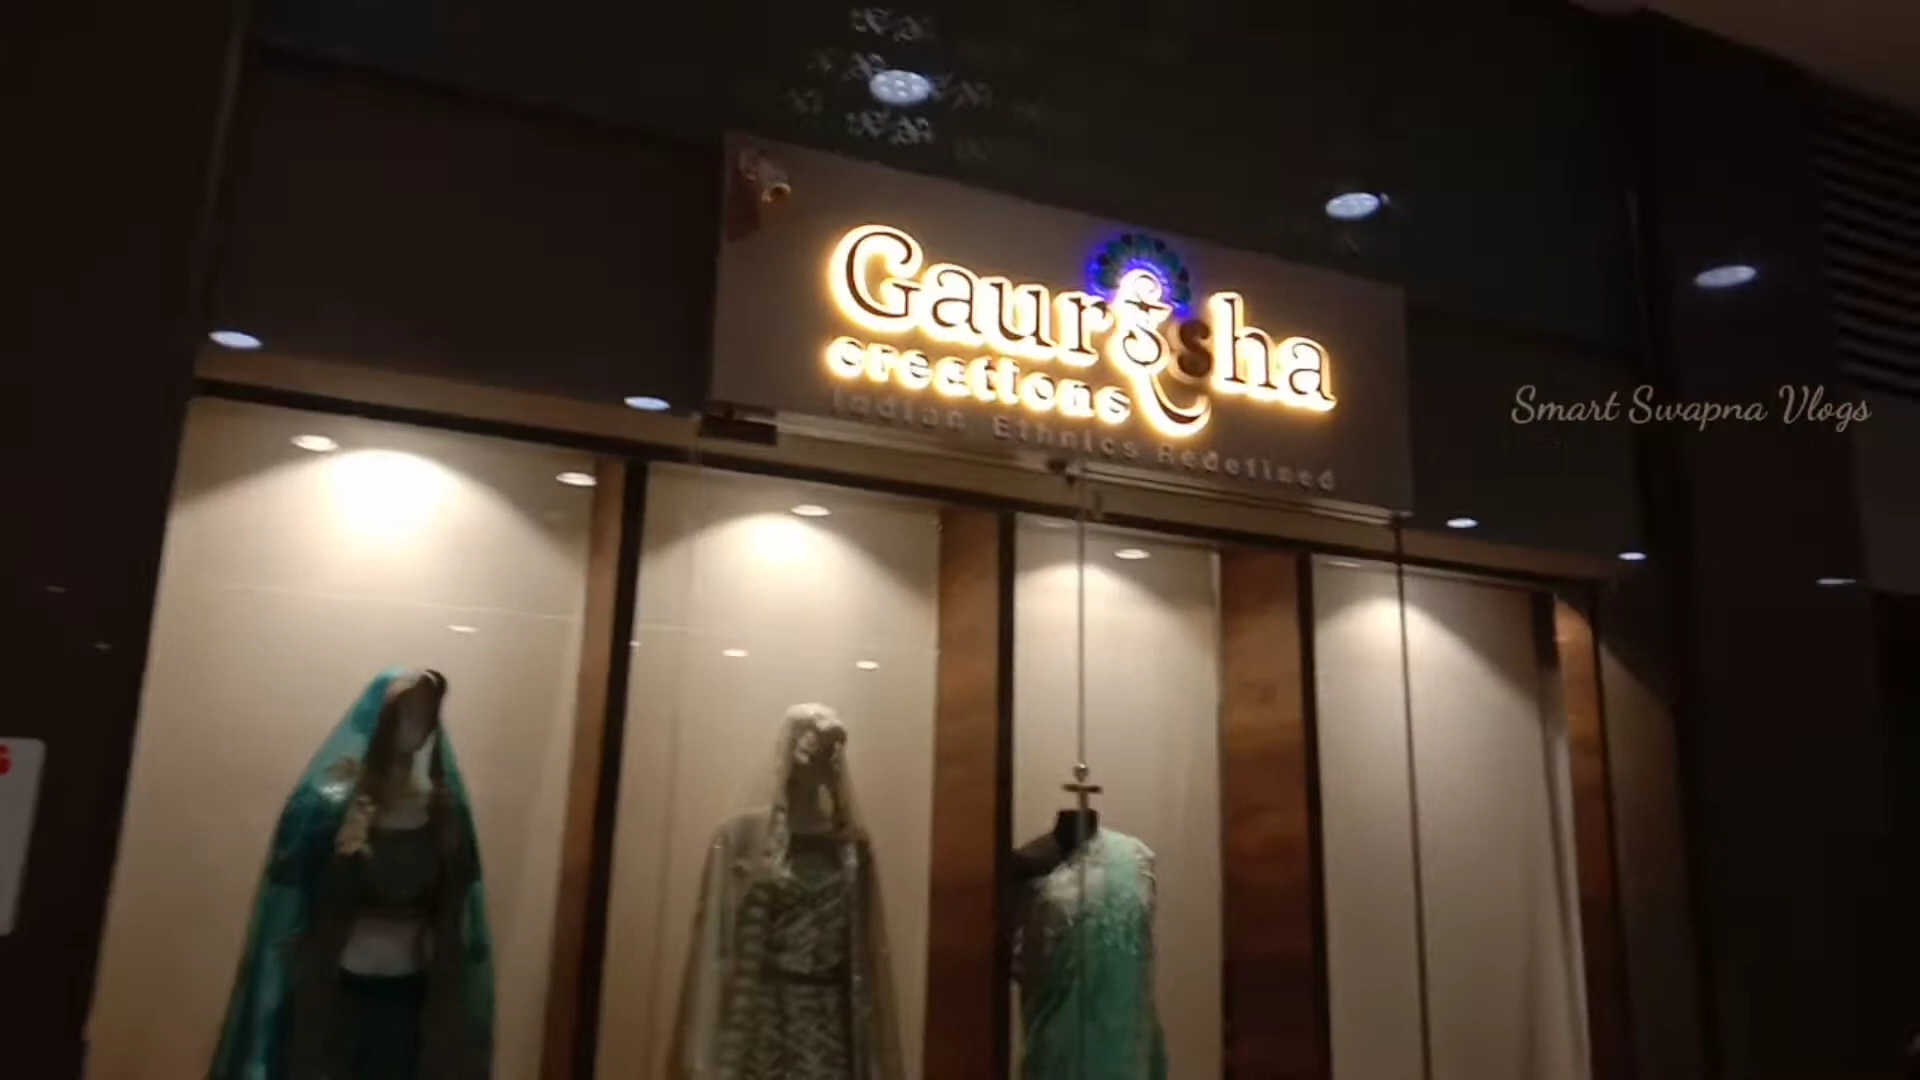 Gaurisha
creations
Indian Ethnics Redefined
Smart Swapna Vlogs